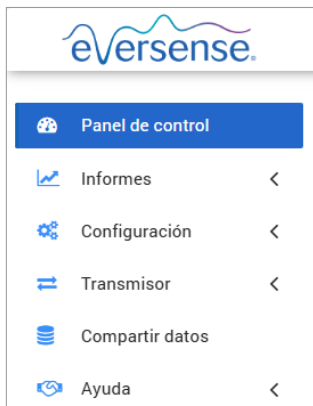 eversense.
Panel de control
Informes
Configuración
Transmisor
Compartir datos
Ayuda